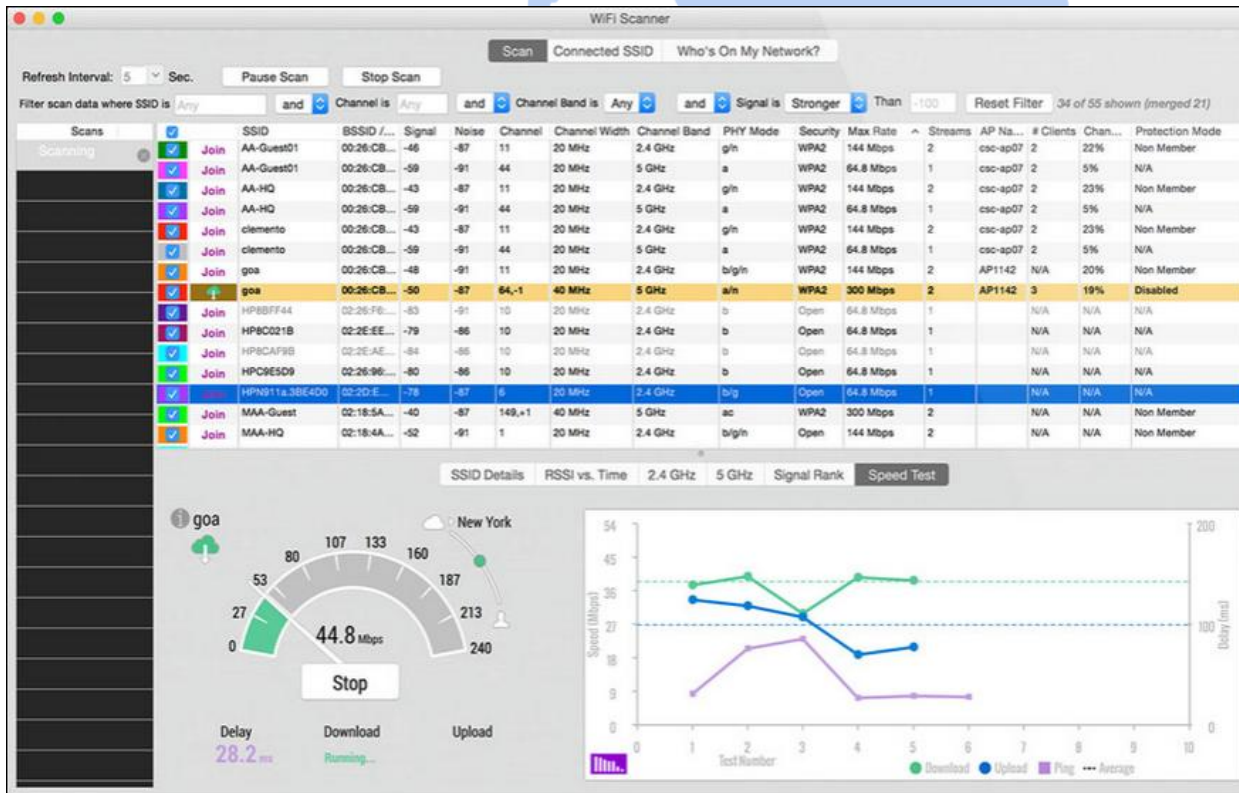 WiFi Scanner
Scan Connected SSID Who's On My Network?
Refresh Interval: 5 Sec. Pause Scan Stop Scan
Filter scan data where SSID is Any and Channel is Any and Channel Band is Any and Signal is Stronger Than -100 Reset Filter 34 of 55 shown (merged 21)
Scans SSID BSSID /... Signal Noise Channel Channel Width Channel Band PHY Mode Security Max Rate Streams AP Na... # Clients Chan... Protection Mode
Scanning Join AA-Guest01 00:26:CB... -46 -87 11 20 MHz 2.4 GHz g/n WPA2 144 Mbps 2 csc-ap07 2 22% Non Member
Join AA-Guest01 00:26:CB... -59 -91 44 20 MHz 5 GHz a WPA2 64.8 Mbps 1 csc-ap07 2 5% N/A
Join AA-HQ 00:26:CB... -43 -87 11 20 MHz 2.4 GHz g/n WPA2 144 Mbps 2 csc-ap07 2 23% Non Member
Join AA-HQ 00:26:CB... -59 -91 44 20 MHz 5 GHz a WPA2 64.8 Mbps 1 csc-ap07 2 5% N/A
Join clemento 00:26:CB... -43 -87 11 20 MHz 2.4 GHz g/n WPA2 144 Mbps 2 csc-ap07 2 23% Non Member
Join clemento 00:26:CB... -59 -91 44 20 MHz 5 GHz a WPA2 64.8 Mbps 1 csc-ap07 2 5% N/A
Join goa 00:26:CB... -48 -91 11 20 MHz 2.4 GHz b/g/n WPA2 144 Mbps 2 AP1142 N/A 20% Non Member
goa 00:26:CB... -50 -87 64,-1 40 MHz 5 GHz a/n WPA2 300 Mbps 2 AP1142 3 19% Disabled
Join HP8BFF44 02:26:F6:... -83 -91 10 20 MHz 2.4 GHz b Open 64.8 Mbps 1 N/A N/A N/A
Join HP8C021B 02:2E:EE... -79 -86 10 20 MHz 2.4 GHz b Open 64.8 Mbps 1 N/A N/A N/A
Join HP8CAF9B 02:2E:AE... -84 -86 10 20 MHz 2.4 GHz b Open 64.8 Mbps 1 N/A N/A N/A
Join HPC9E5D9 02:26:96:... -80 -86 10 20 MHz 2.4 GHz b Open 64.8 Mbps 1 N/A N/A N/A
Join HPN911a.3BE4D0 02:2D:E... -78 -87 6 20 MHz 2.4 GHz b/g Open 64.8 Mbps 1 N/A N/A N/A
Join MAA-Guest 02:18:5A... -40 -87 149,+1 40 MHz 5 GHz ac WPA2 300 Mbps 2 N/A N/A Non Member
Join MAA-HQ 02:18:4A... -52 -91 1 20 MHz 2.4 GHz b/g/n Open 144 Mbps 2 N/A N/A Non Member
SSID Details RSSI vs. Time 2.4 GHz 5 GHz Signal Rank Speed Test
goa
New York
0 27 53 80 107 133 160 187 213 240
44.8 Mbps
Stop
Delay Download Upload
28.2 ms Running...
Speed (Mbps)
54
45
36
27
18
9
0
200
100
0
Delay (ms)
0 1 2 3 4 5 6 7 8 9 10
Test Number
Download Upload Ping Average